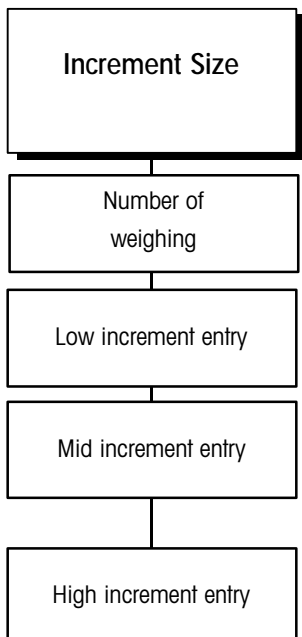 Increment Size
Number of
weighing
Low increment entry
Mid increment entry
High increment entry